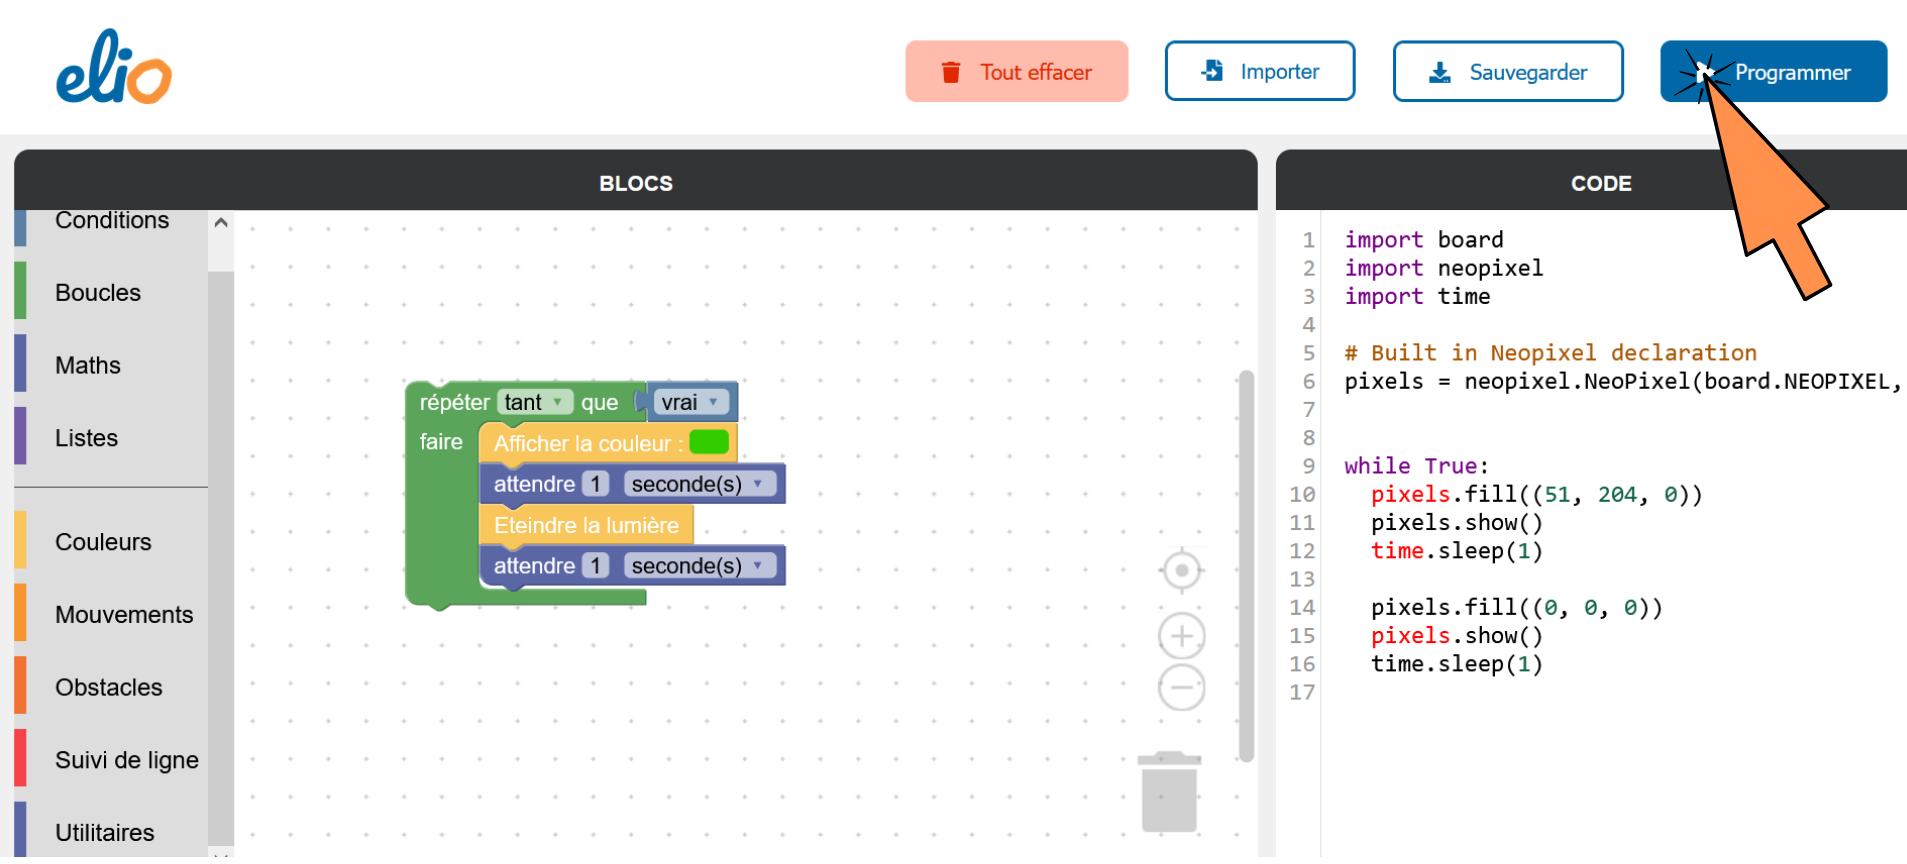 elio
Tout effacer
Importer
Sauvegarder
Programmer
BLOCS
CODE
Conditions
Boucles
Maths
Listes
Couleurs
Mouvements
Obstacles
Suivi de ligne
Utilitaires
répéter tant que vrai
faire Afficher la couleur :
attendre 1 seconde(s)
Eteindre la lumière
attendre 1 seconde(s)
1 import board
2 import neopixel
3 import time
4
5 # Built in Neopixel declaration
6 pixels = neopixel.NeoPixel(board.NEOPIXEL,
7
8
9 while True:
10 pixels.fill((51, 204, 0))
11 pixels.show()
12 time.sleep(1)
13
14 pixels.fill((0, 0, 0))
15 pixels.show()
16 time.sleep(1)
17